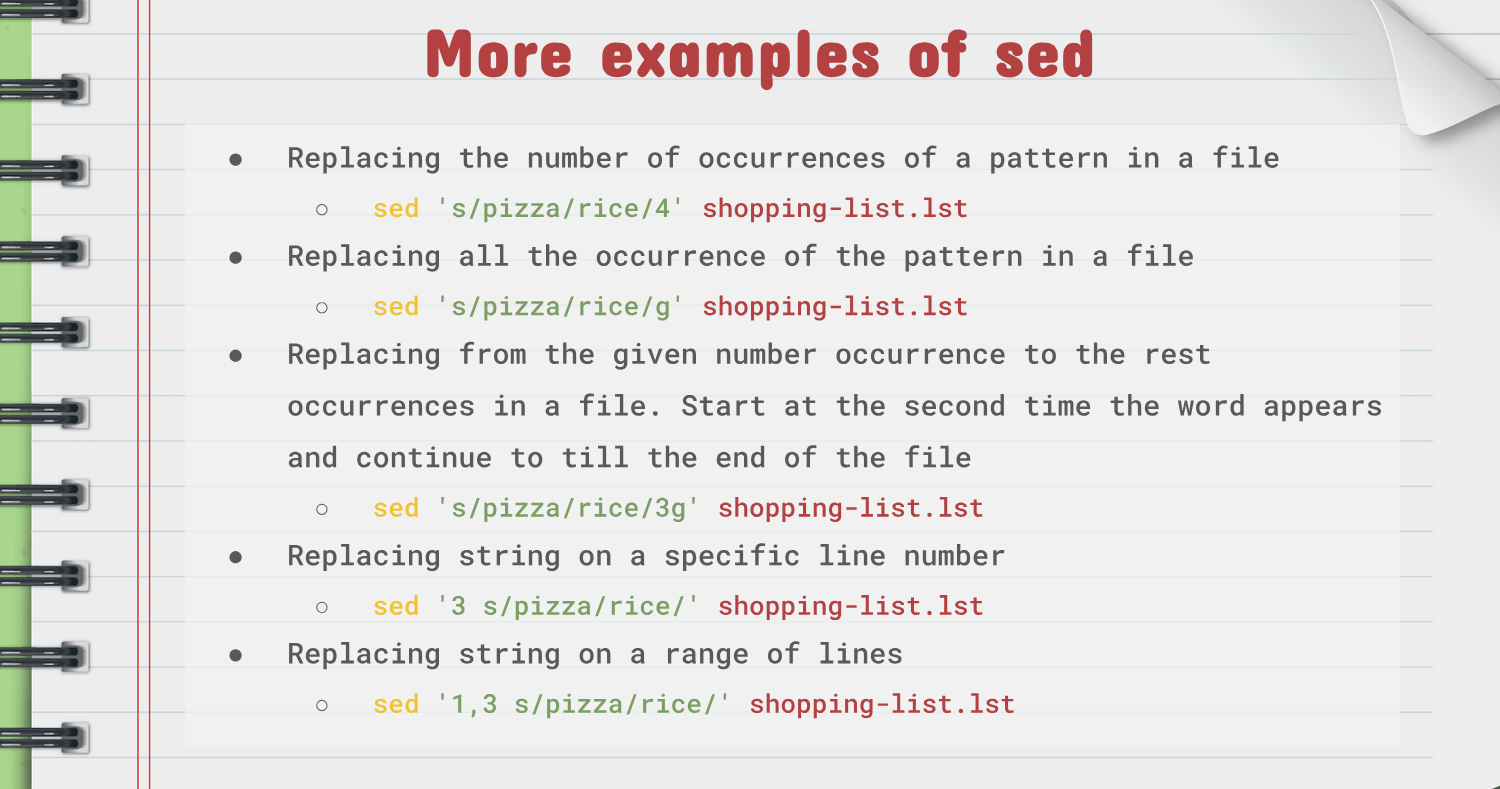 More examples of sed
● Replacing the number of occurrences of a pattern in a file
○ sed 's/pizza/rice/4' shopping-list.lst
● Replacing all the occurrence of the pattern in a file
○ sed 's/pizza/rice/g' shopping-list.lst
● Replacing from the given number occurrence to the rest
occurrences in a file. Start at the second time the word appears
and continue to till the end of the file
○ sed 's/pizza/rice/3g' shopping-list.lst
● Replacing string on a specific line number
○ sed '3 s/pizza/rice/' shopping-list.lst
● Replacing string on a range of lines
○ sed '1,3 s/pizza/rice/' shopping-list.lst